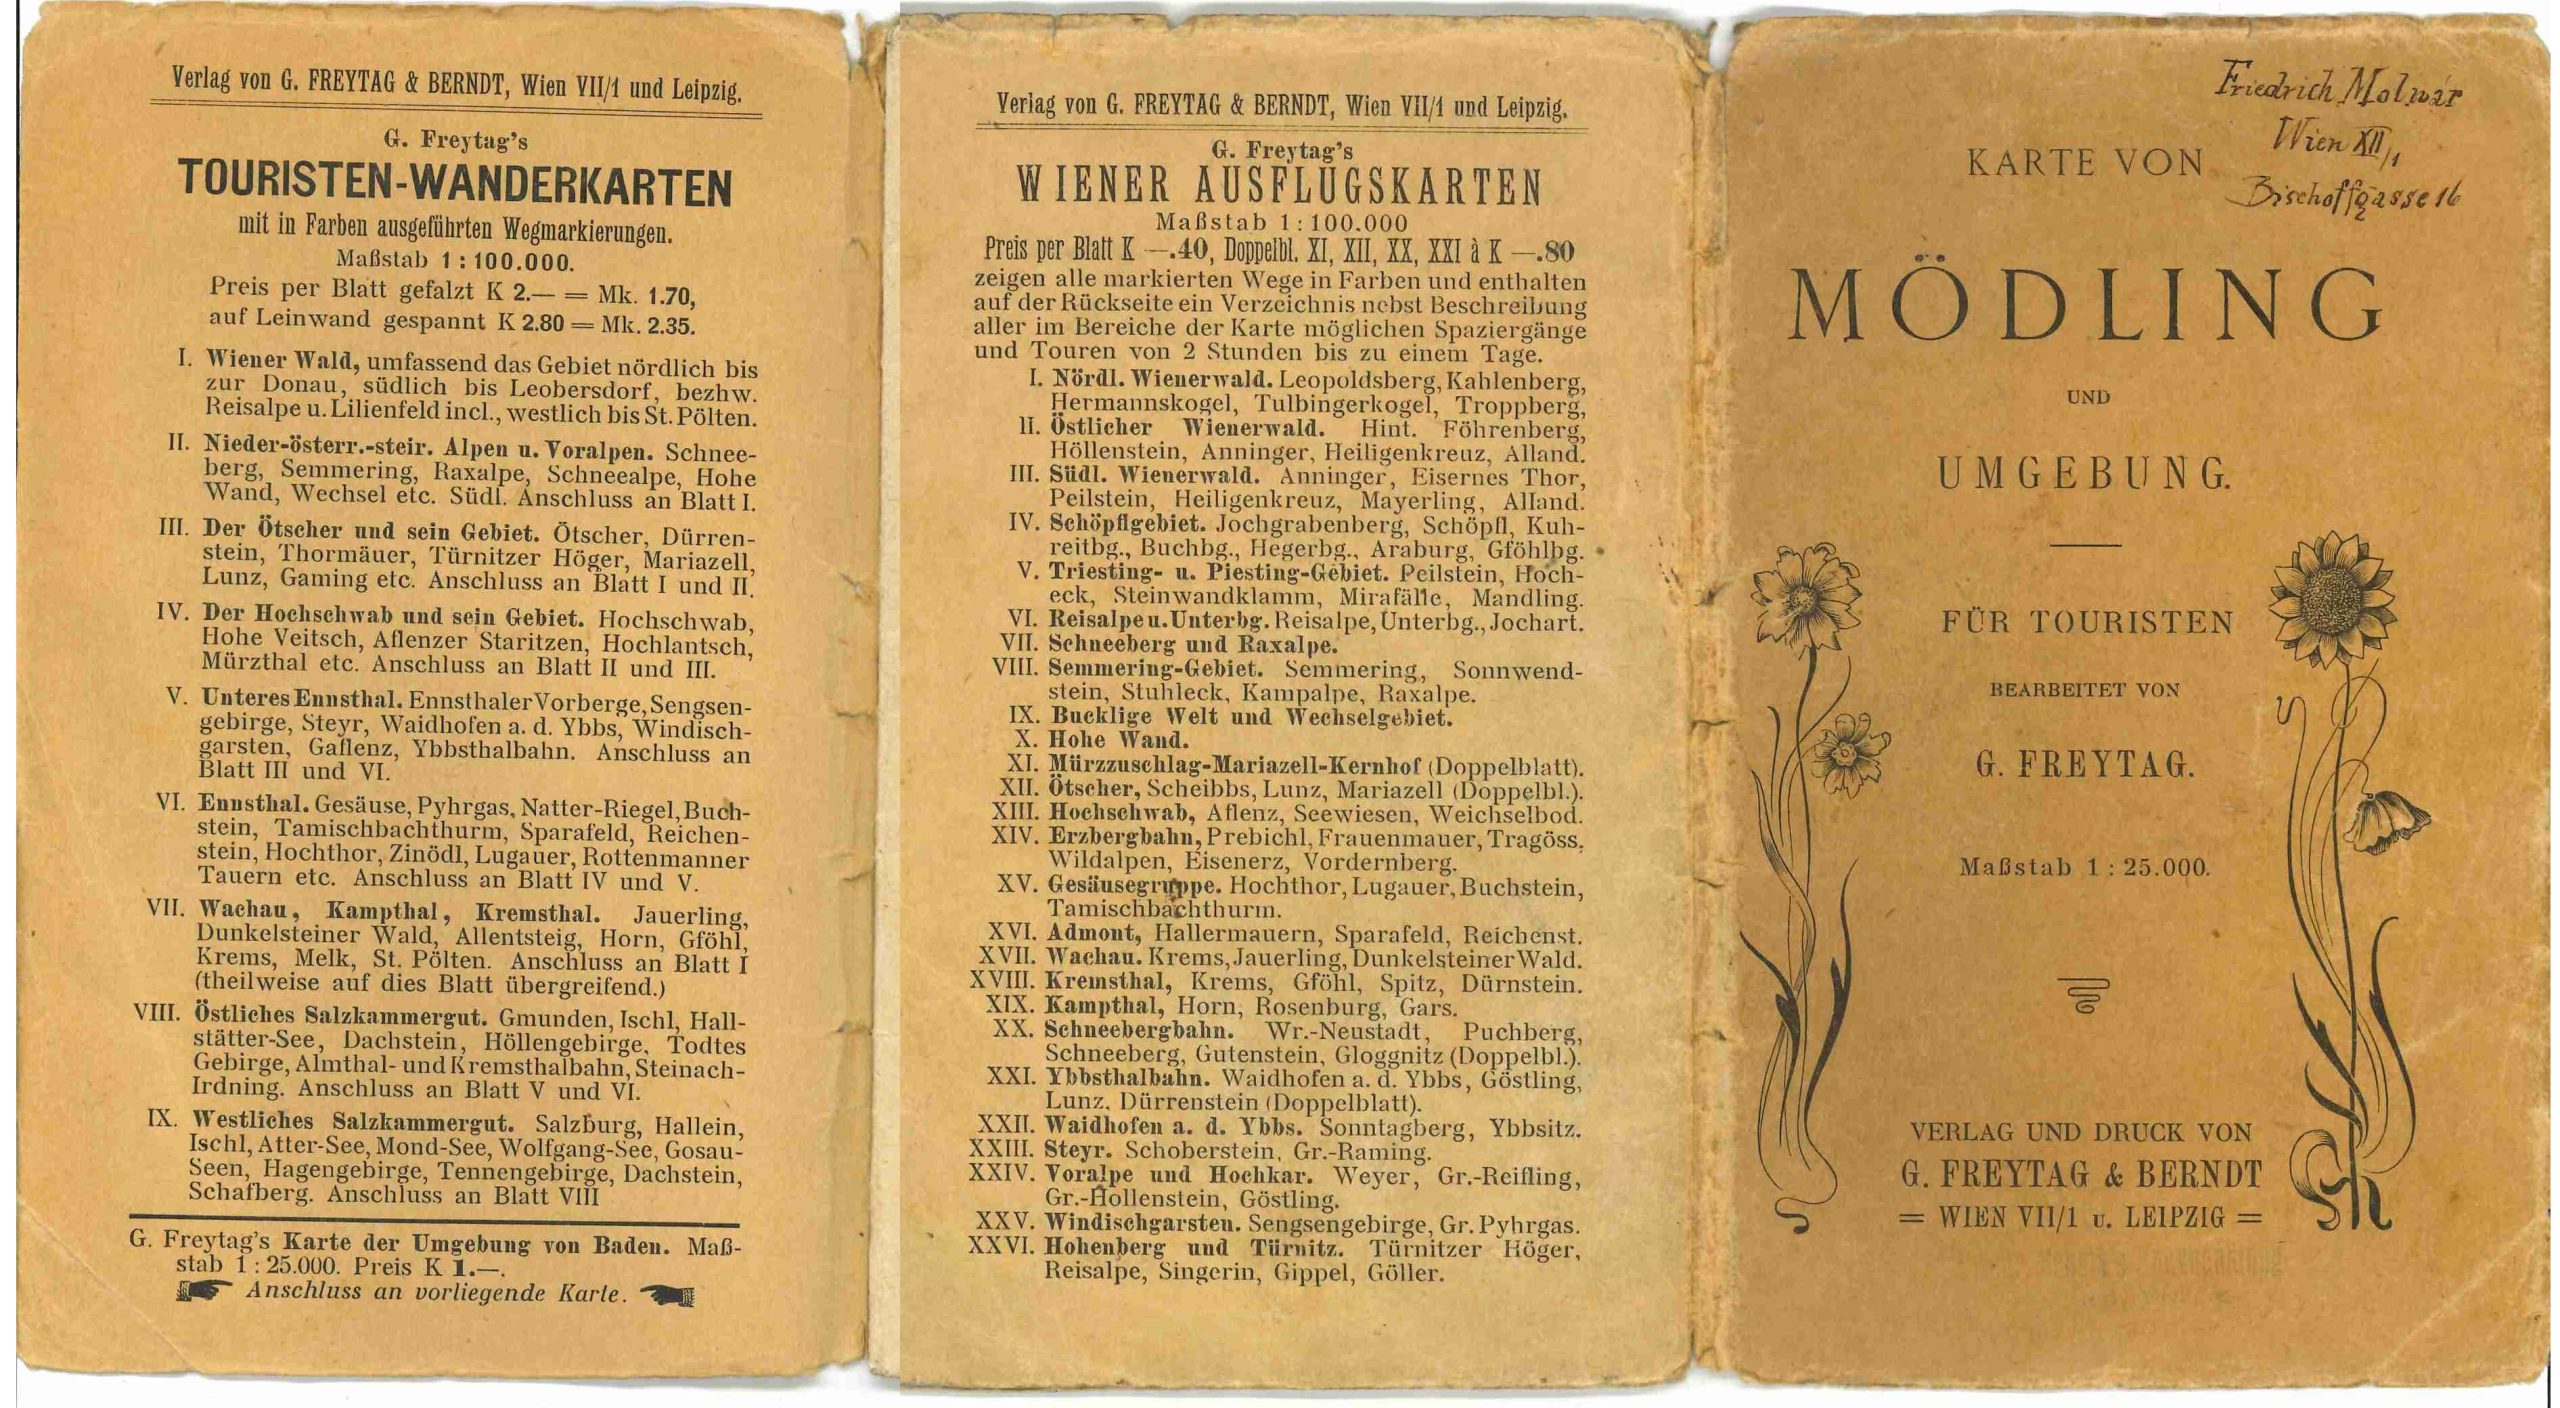 Verlag von G. FREYTAG & BERNDT, Wien VII/1 und Leipzig.
G. Freytag's
TOURISTEN-WANDERKARTEN
mit in Farben ausgeführten Wegmarkierungen.
Maßstab 1 : 100.000.
Preis per Blatt gefalzt K 2.— = Mk. 1.70,
auf Leinwand gespannt K 2.80 = Mk. 2.35.
I. Wiener Wald, umfassend das Gebiet nördlich bis
zur Donau, südlich bis Leobersdorf, bezhw.
Reisalpe u. Lilienfeld incl., westlich bis St. Pölten.
II. Nieder-österr.-steir. Alpen u. Voralpen. Schnee-
berg, Semmering, Raxalpe, Schneealpe, Hohe
Wand, Wechsel etc. Südl. Anschluss an Blatt I.
III. Der Ötscher und sein Gebiet. Ötscher, Dürren-
stein, Thormäuer, Türnitzer Höger, Mariazell,
Lunz, Gaming etc. Anschluss an Blatt I und II.
IV. Der Hochschwab und sein Gebiet. Hochschwab,
Hohe Veitsch, Aflenzer Staritzen, Hochlantsch,
Mürzthal etc. Anschluss an Blatt II und III.
V. Unteres Ennsthal. Ennsthaler Vorberge, Sengsen-
gebirge, Steyr, Waidhofen a. d. Ybbs, Windisch-
garsten, Gaflenz, Ybbsthalbahn. Anschluss an
Blatt III und VI.
VI. Ennsthal. Gesäuse, Pyhrgas, Natter-Riegel, Buch-
stein, Tamischbachthurm, Sparafeld, Reichen-
stein, Hochthor, Zinödl, Lugauer, Rottenmanner
Tauern etc. Anschluss an Blatt IV und V.
VII. Wachau, Kampthal, Kremsthal. Jauerling,
Dunkelsteiner Wald, Allentsteig, Horn, Gföhl,
Krems, Melk, St. Pölten. Anschluss an Blatt I
(theilweise auf dies Blatt übergreifend.)
VIII. Östliches Salzkammergut. Gmunden, Ischl, Hall-
stätter-See, Dachstein, Höllengebirge, Todtes
Gebirge, Almthal- und Kremsthalbahn, Steinach-
Irdning. Anschluss an Blatt V und VI.
IX. Westliches Salzkammergut. Salzburg, Hallein,
Ischl, Atter-See, Mond-See, Wolfgang-See, Gosau-
Seen, Hagengebirge, Tennengebirge, Dachstein,
Schafberg. Anschluss an Blatt VIII
G. Freytag's Karte der Umgebung von Baden. Maß-
stab 1 : 25.000. Preis K 1.—.
Anschluss an vorliegende Karte.
Verlag von G. FREYTAG & BERNDT, Wien VII/1 und Leipzig.
G. Freytag's
WIENER AUSFLUGSKARTEN
Maßstab 1 : 100.000
Preis per Blatt K —.40, Doppelbl. XI, XII, XX, XXI à K —.80
zeigen alle markierten Wege in Farben und enthalten
auf der Rückseite ein Verzeichnis nebst Beschreibung
aller im Bereiche der Karte möglichen Spaziergänge
und Touren von 2 Stunden bis zu einem Tage.
I. Nördl. Wienerwald. Leopoldsberg, Kahlenberg,
Hermannskogel, Tulbingerkogel, Troppberg,
II. Östlicher Wienerwald. Hint. Föhrenberg,
Höllenstein, Anninger, Heiligenkreuz, Alland.
III. Südl. Wienerwald. Anninger, Eisernes Thor,
Peilstein, Heiligenkreuz, Mayerling, Alland.
IV. Schöpflgebiet. Jochgrabenberg, Schöpfl, Kuh-
reitbg., Buchbg., Hegerbg., Araburg, Gföhlbg.
V. Triesting- u. Piesting-Gebiet. Peilstein, Hoch-
eck, Steinwandklamm, Mirafälle, Mandling.
VI. Reisalpe u. Unterbg. Reisalpe, Unterbg., Jochart.
VII. Schneeberg und Raxalpe.
VIII. Semmering-Gebiet. Semmering, Sonnwend-
stein, Stuhleck, Kampalpe, Raxalpe.
IX. Bucklige Welt und Wechselgebiet.
X. Hohe Wand.
XI. Mürzzuschlag-Mariazell-Kernhof (Doppelblatt).
XII. Ötscher, Scheibbs, Lunz, Mariazell (Doppelbl.).
XIII. Hochschwab, Aflenz, Seewiesen, Weichselbod.
XIV. Erzbergbahn, Prebichl, Frauenmauer, Tragöss,
Wildalpen, Eisenerz, Vordernberg.
XV. Gesäusegruppe. Hochthor, Lugauer, Buchstein,
Tamischbachthurm.
XVI. Admont, Hallermauern, Sparafeld, Reichenst.
XVII. Wachau. Krems, Jauerling, Dunkelsteiner Wald.
XVIII. Kremsthal, Krems, Gföhl, Spitz, Dürnstein.
XIX. Kampthal, Horn, Rosenburg, Gars.
XX. Schneebergbahn. Wr.-Neustadt, Puchberg,
Schneeberg, Gutenstein, Gloggnitz (Doppelbl.).
XXI. Ybbsthalbahn. Waidhofen a. d. Ybbs, Göstling,
Lunz, Dürrenstein (Doppelblatt).
XXII. Waidhofen a. d. Ybbs. Sonntagberg, Ybbsitz.
XXIII. Steyr. Schoberstein, Gr.-Raming.
XXIV. Voralpe und Hochkar. Weyer, Gr.-Reifling,
Gr.-Hollenstein, Göstling.
XXV. Windischgarsten. Sengsengebirge, Gr. Pyhrgas.
XXVI. Hohenberg und Türnitz. Türnitzer Höger,
Reisalpe, Singerin, Gippel, Göller.
Friedrich Molnár
Wien XII/1
Bischoffgasse 16
KARTE VON
MÖDLING
UND
UMGEBUNG.
FÜR TOURISTEN
BEARBEITET VON
G. FREYTAG.
Maßstab 1 : 25.000.
VERLAG UND DRUCK VON
G. FREYTAG & BERNDT
= WIEN VII/1 u. LEIPZIG =